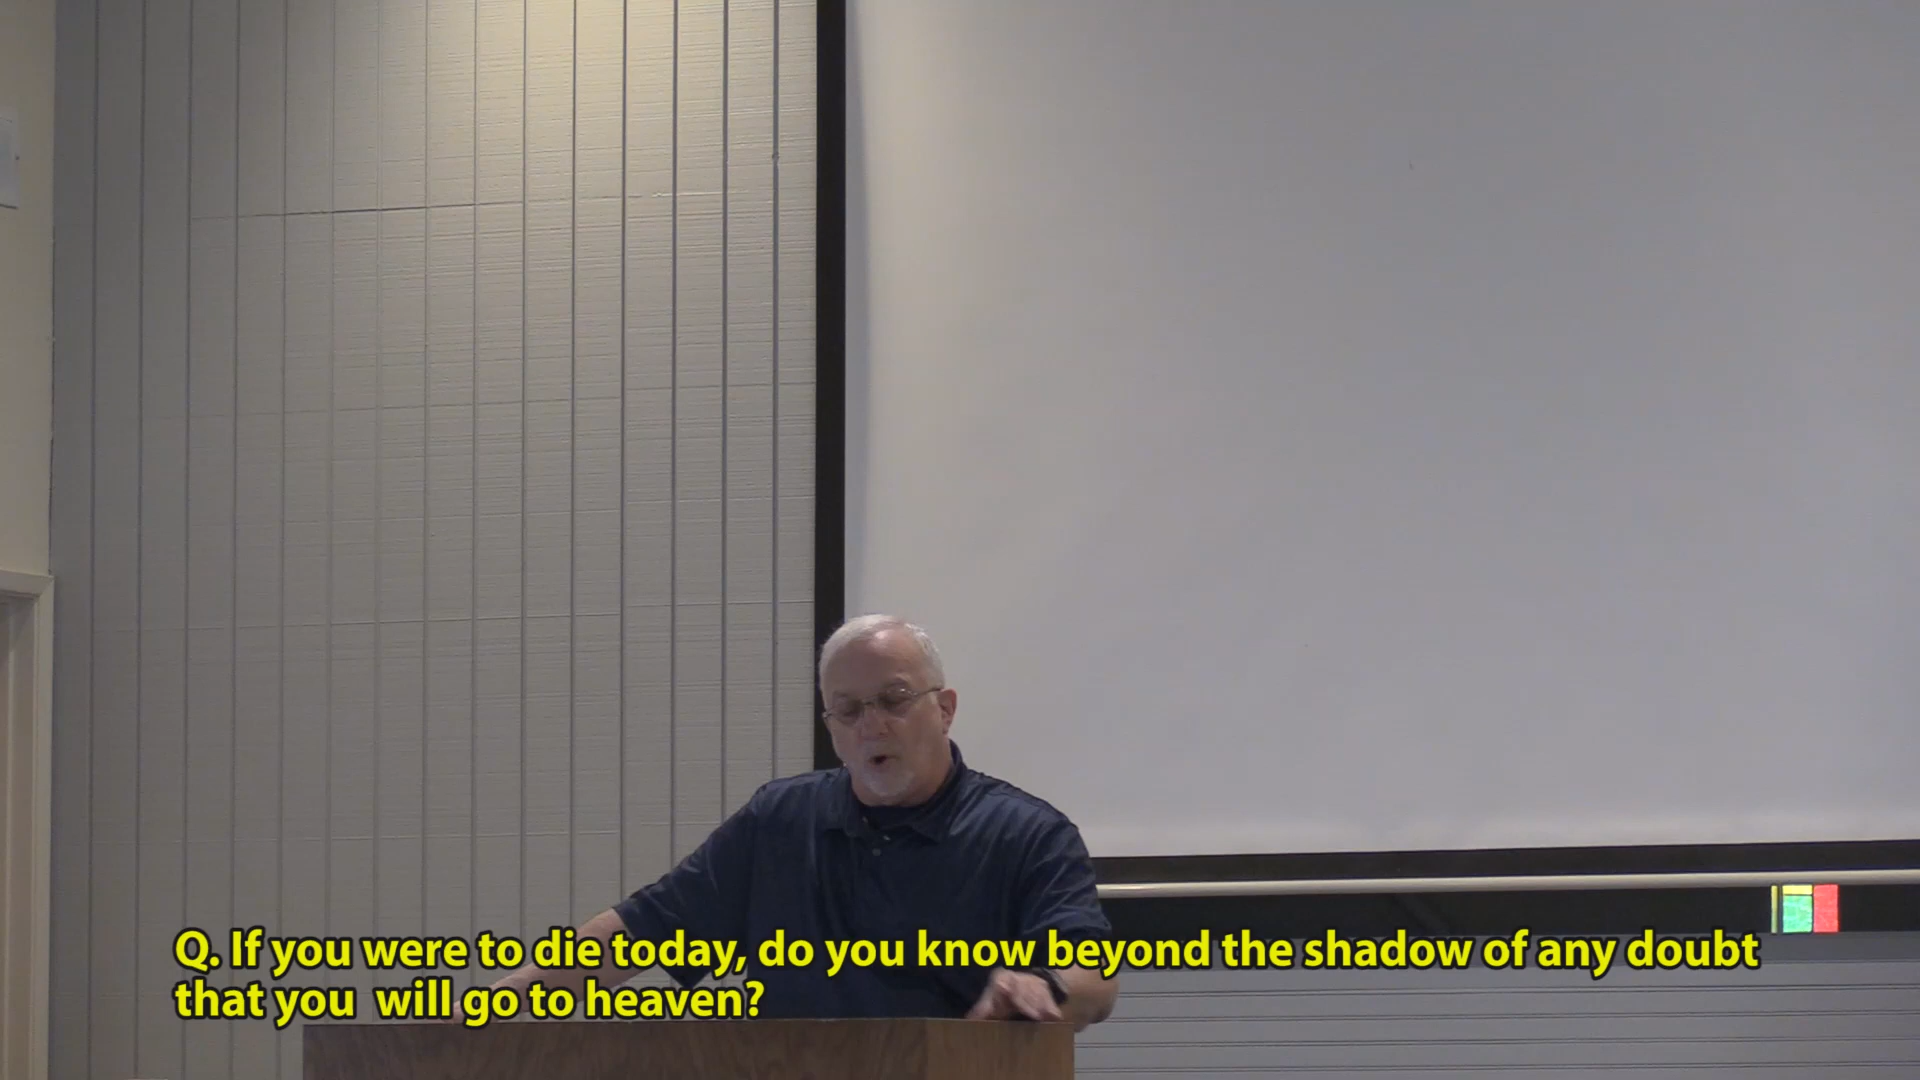 Q. If you were to die today, do you know beyond the shadow of any doubt
that you  will go to heaven?